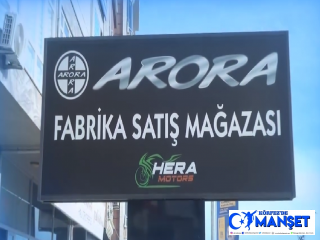 ARORA
ARORA
FABRİKA SATIŞ MAĞAZASI
HERA
MOTORS
KÖRFEZ'DE
MANŞET